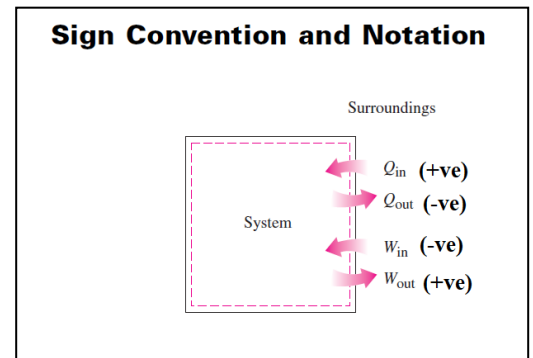 Sign Convention and Notation
Surroundings
Qin (+ve)
Qout (-ve)
System
Win (-ve)
Wout (+ve)